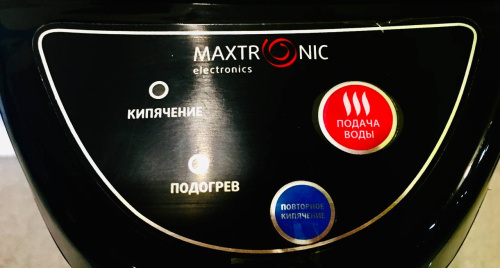 MAXTRONIC
electronics
КИПЯЧЕНИЕ
ПОДАЧА
ВОДЫ
ПОДОГРЕВ
ПОВТОРНОЕ
КИПЯЧЕНИЕ